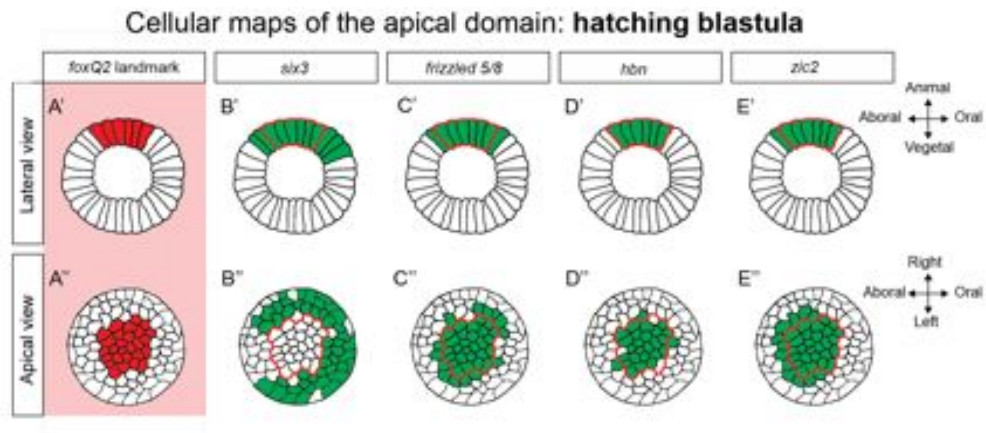 Cellular maps of the apical domain: hatching blastula
foxQ2 landmark
six3
frizzled 5/8
hbn
zic2
Lateral view
A'
B'
C'
D'
E'
Animal
Aboral
Oral
Vegetal
Apical view
A''
B''
C''
D''
E''
Right
Aboral
Oral
Left